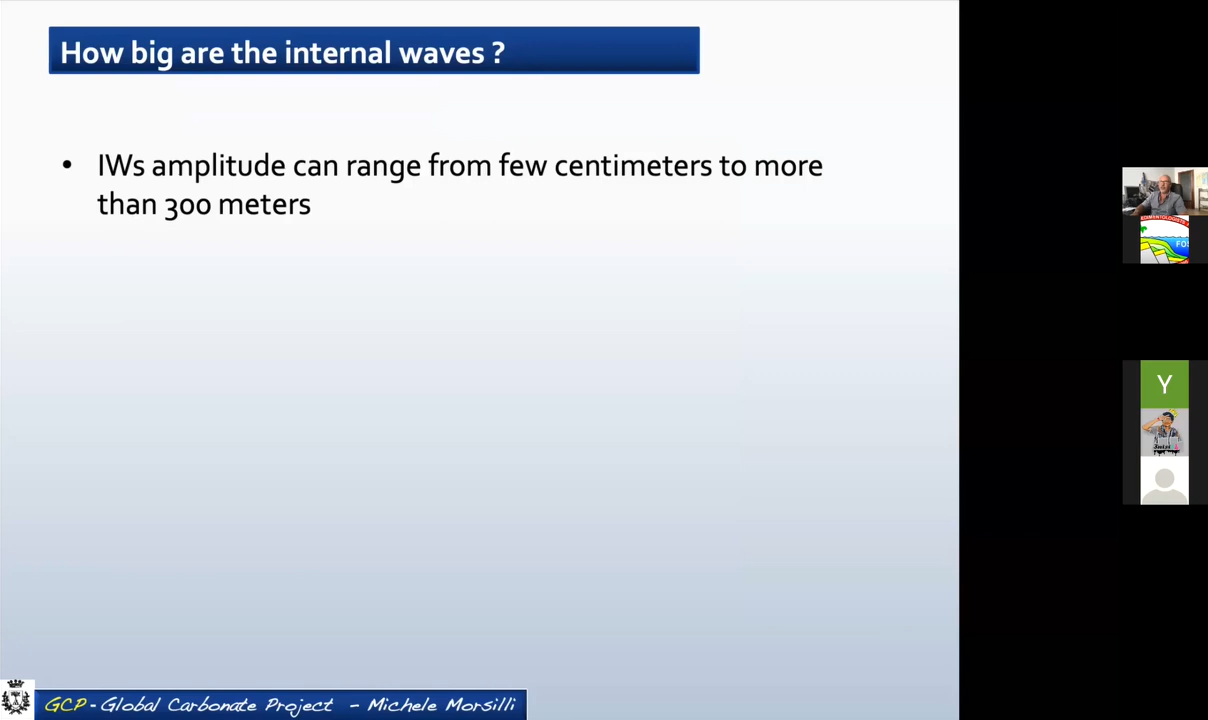 How big are the internal waves ?
• IWs amplitude can range from few centimeters to more
than 300 meters
FOS
Y
GCP - Global Carbonate Project - Michele Morsilli